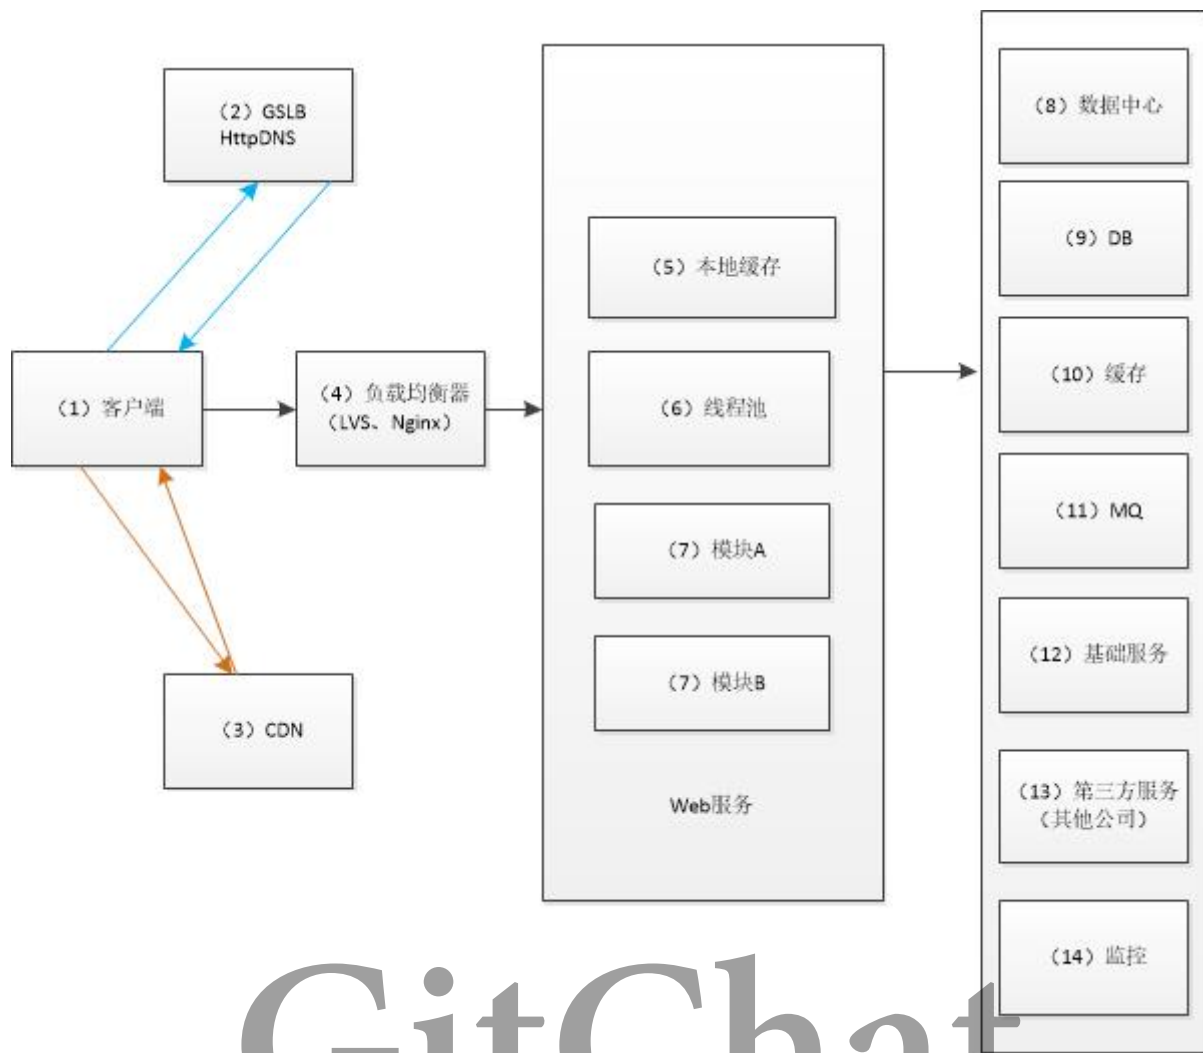 （2）GSLB
HttpDNS
（1）客户端
（4）负载均衡器
（LVS、Nginx）
（3）CDN
（5）本地缓存
（6）线程池
（7）模块A
（7）模块B
Web服务
（8）数据中心
（9）DB
（10）缓存
（11）MQ
（12）基础服务
（13）第三方服务
（其他公司）
（14）监控
GitChat